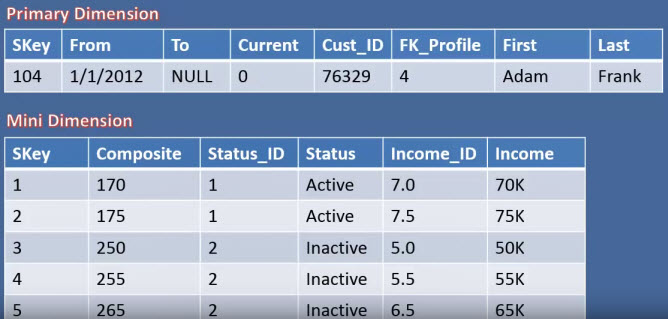 Primary Dimension
SKey From To Current Cust_ID FK_Profile First Last
104 1/1/2012 NULL 0 76329 4 Adam Frank
Mini Dimension
SKey Composite Status_ID Status Income_ID Income
1 170 1 Active 7.0 70K
2 175 1 Active 7.5 75K
3 250 2 Inactive 5.0 50K
4 255 2 Inactive 5.5 55K
5 265 2 Inactive 6.5 65K